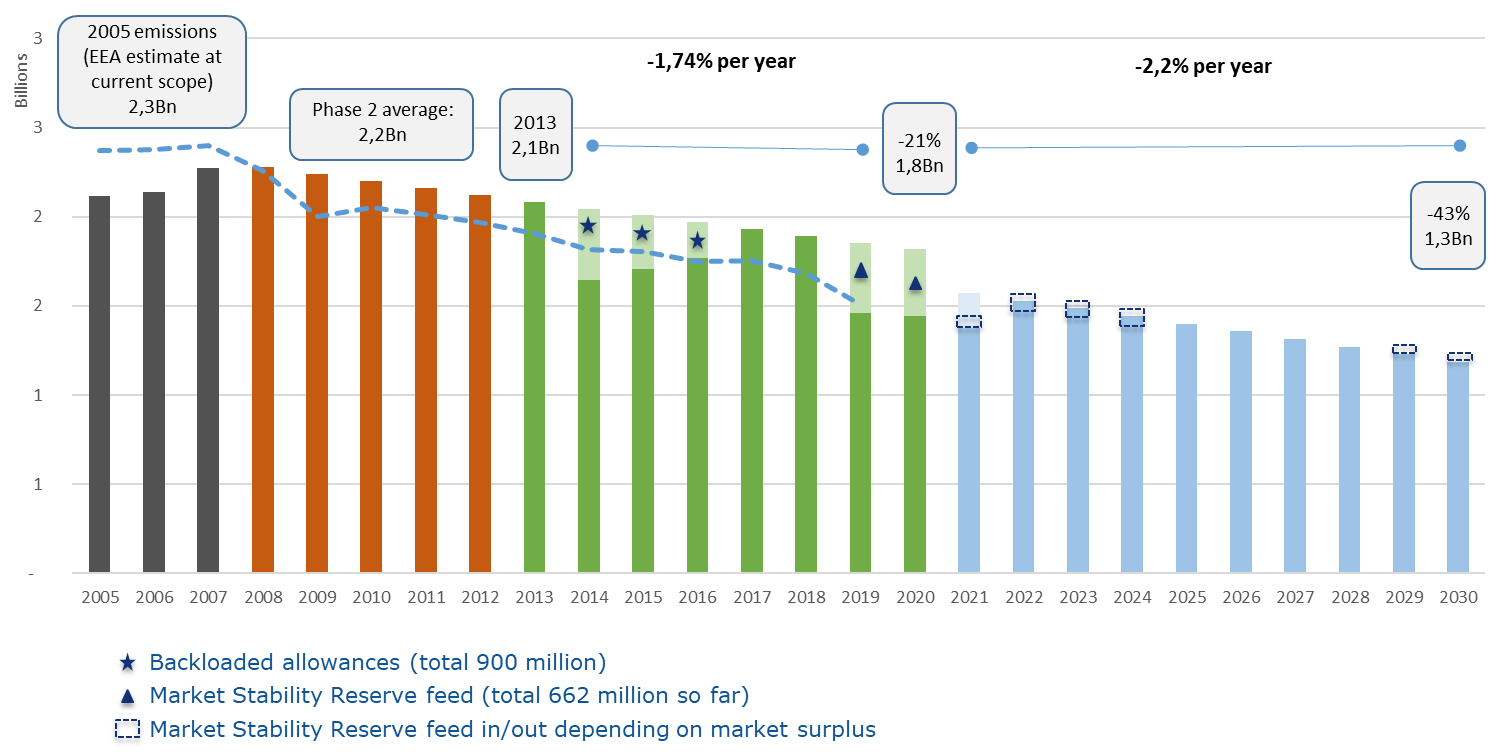 Billions
3
3
2
2
1
1
-
2005 emissions
(EEA estimate at
current scope)
2,3Bn
Phase 2 average:
2,2Bn
2013
2,1Bn
-1,74% per year
-21%
1,8Bn
-2,2% per year
-43%
1,3Bn
2005 2006 2007 2008 2009 2010 2011 2012 2013 2014 2015 2016 2017 2018 2019 2020 2021 2022 2023 2024 2025 2026 2027 2028 2029 2030
Backloaded allowances (total 900 million)
Market Stability Reserve feed (total 662 million so far)
Market Stability Reserve feed in/out depending on market surplus